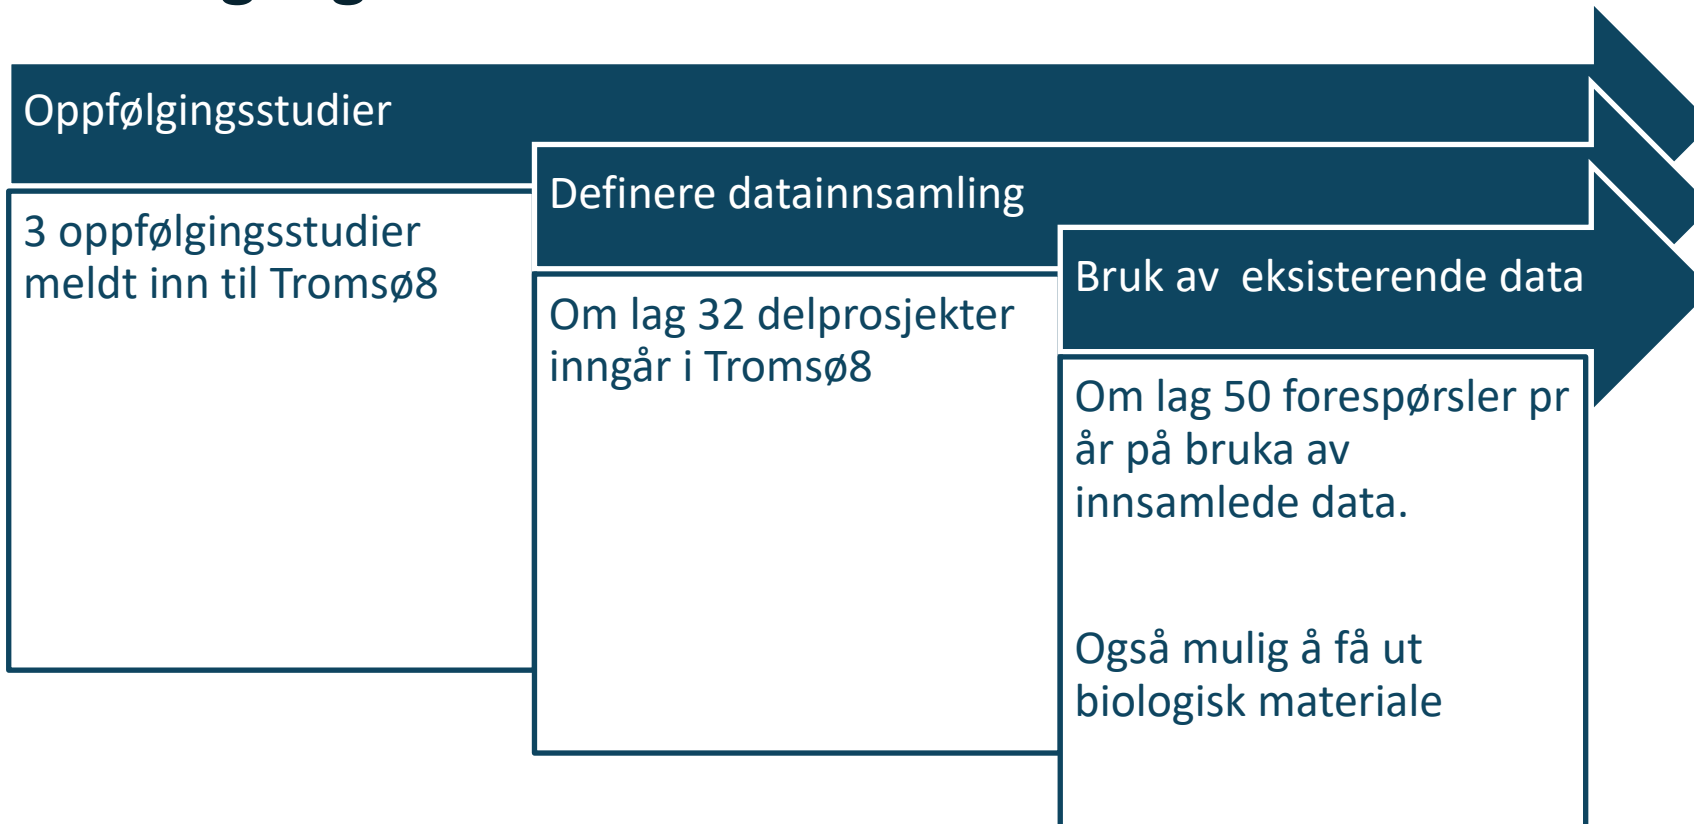 Oppfølgingsstudier
3 oppfølgingsstudier
meldt inn til Tromsø8
Definere datainnsamling
Om lag 32 delprosjekter
inngår i Tromsø8
Bruk av  eksisterende data
Om lag 50 forespørsler pr
år på bruka av
innsamlede data.
Også mulig å få ut
biologisk materiale